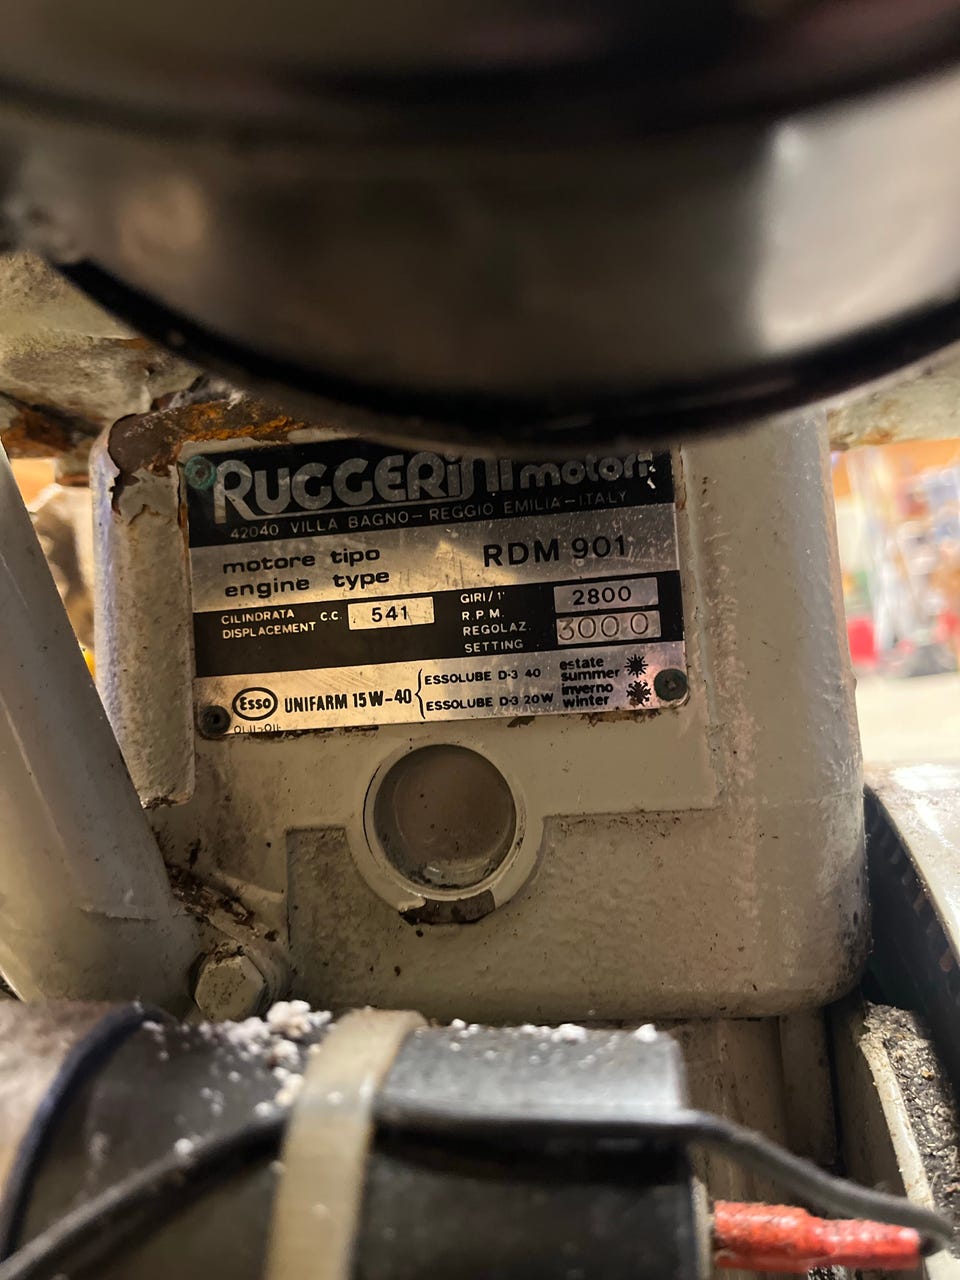 RUGGERiNi motori
42040 VILLA BAGNO - REGGIO EMILIA - ITALY
motore tipo
engine type
RDM 901
CILINDRATA C.C.
DISPLACEMENT
541
GIRI/1'
R.P.M.
2800
REGOLAZ.
SETTING
3000
Esso
UNIFARM 15W-40
ESSOLUBE D-3 40
estate
summer
ESSOLUBE D-3 20W
inverno
winter